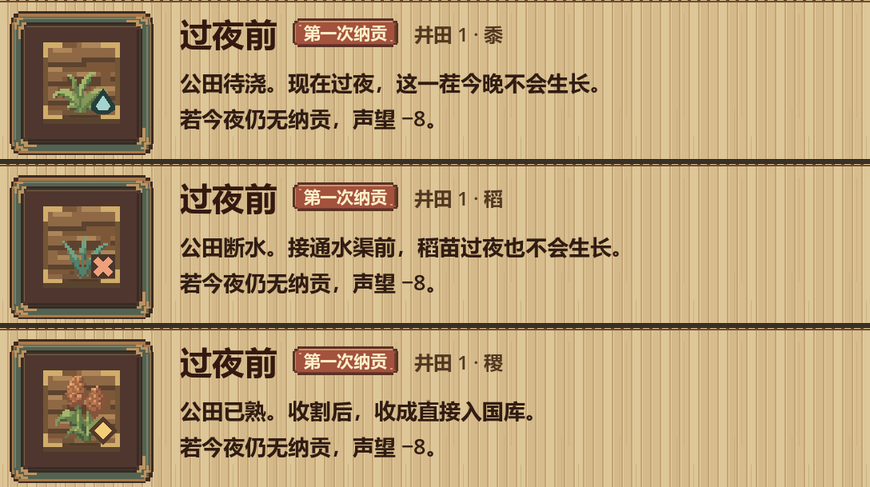 过夜前 第一次纳贡 井田 1 · 黍
公田待浇。现在过夜，这一茬今晚不会生长。
若今夜仍无纳贡，声望 −8。
过夜前 第一次纳贡 井田 1 · 稻
公田断水。接通水渠前，稻苗过夜也不会生长。
若今夜仍无纳贡，声望 −8。
过夜前 第一次纳贡 井田 1 · 稷
公田已熟。收割后，收成直接入国库。
若今夜仍无纳贡，声望 −8。